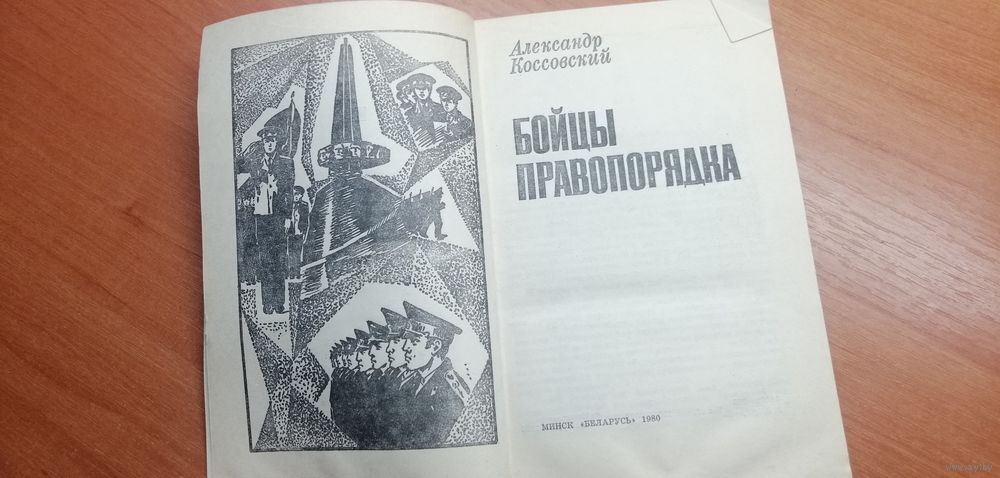 Александр
Коссовский
БОЙЦЫ
ПРАВОПОРЯДКА
МИНСК «БЕЛАРУСЬ» 1980